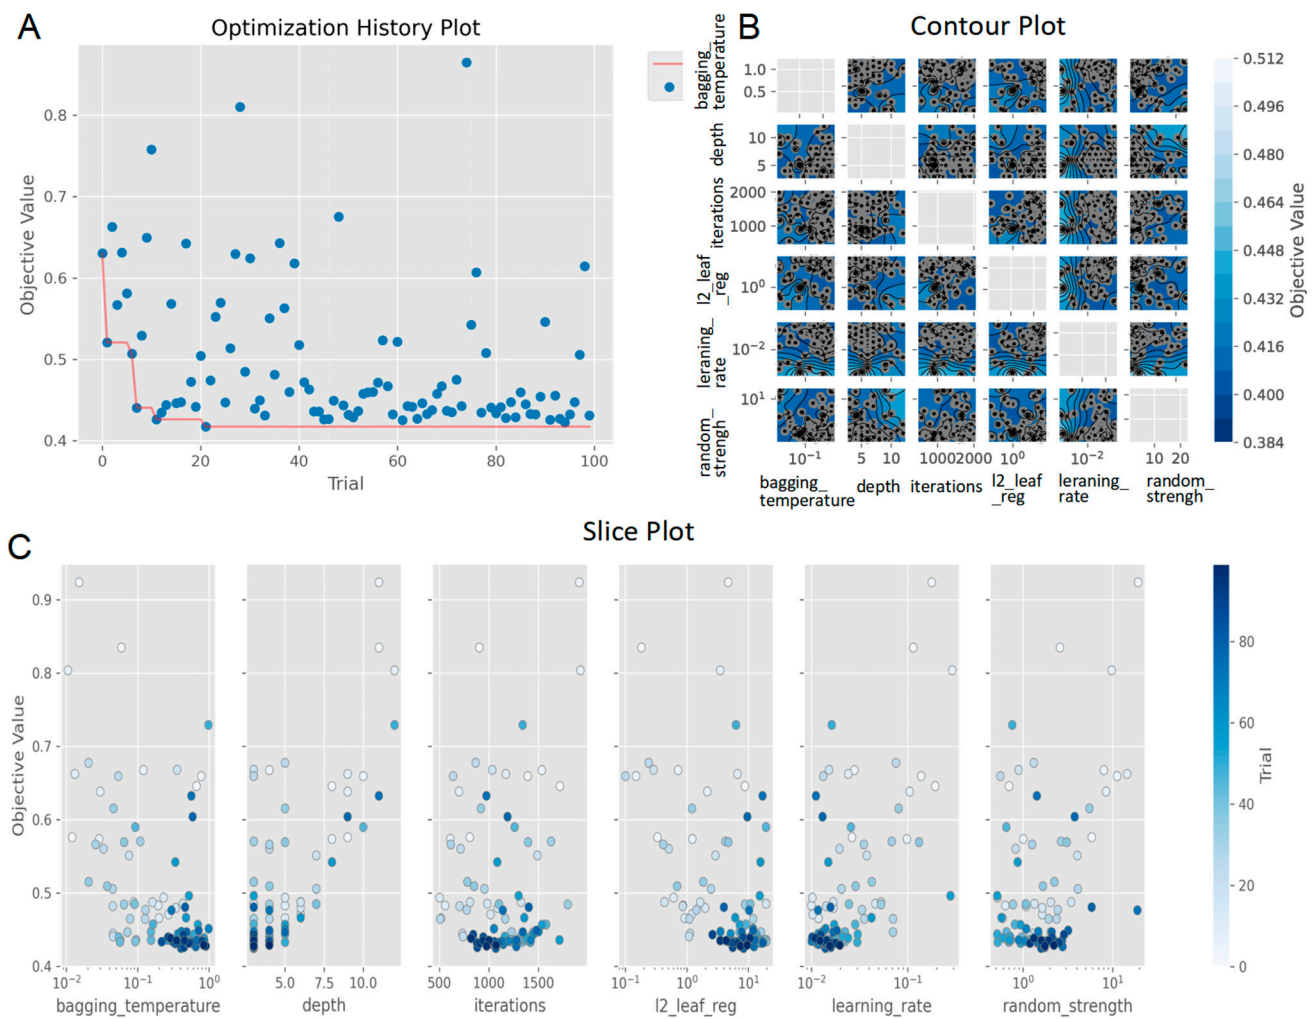 A
Optimization History Plot
Objective Value
0.8
0.7
0.6
0.5
0.4
0
20
40
60
80
100
Trial
B
Contour Plot
bagging_
temperature
1.0
0.5
depth
10
5
iterations
2000
1000
l2_leaf
_reg
10⁰
leraning_
rate
10⁻²
random_
strengh_
10¹
10⁻¹
5
10
1000
2000
10⁰
10⁻²
10
20
bagging_
temperature
depth
iterations
l2_leaf
_reg
leraning_
rate
random_
strengh_
0.512
0.496
0.480
0.464
0.448
0.432
0.416
0.400
0.384
Objective Value
C
Slice Plot
Objective Value
0.9
0.8
0.7
0.6
0.5
0.4
10⁻²
10⁻¹
10⁰
bagging_temperature
5.0
7.5
10.0
depth
500
1000
1500
iterations
10⁻¹
10⁰
10¹
l2_leaf_reg
10⁻²
10⁻¹
learning_rate
10⁰
10¹
random_strength
80
60
40
20
0
Trial